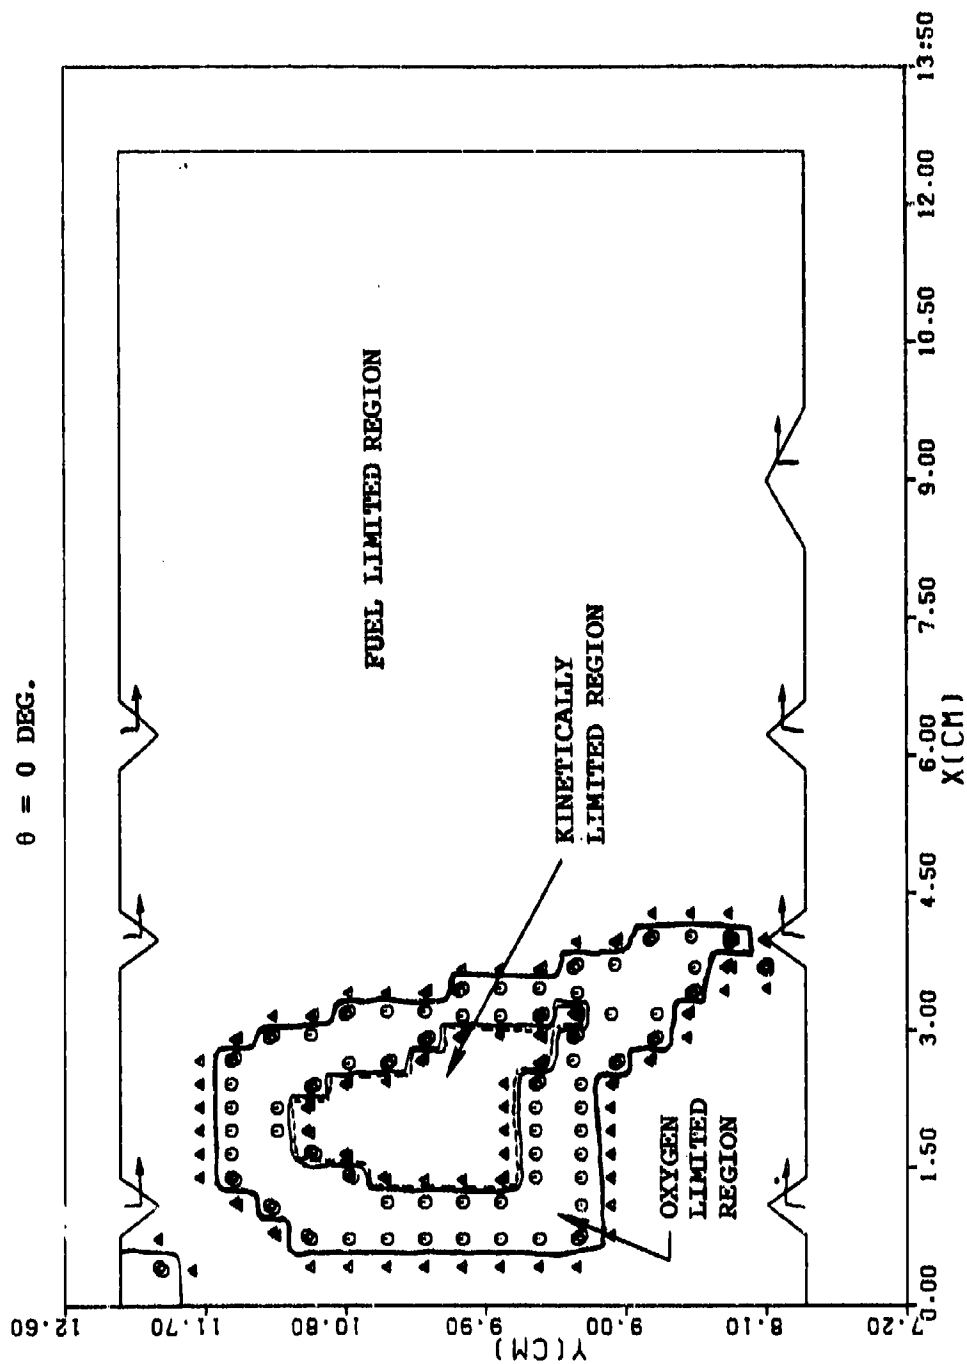 θ = 0 DEG.
FUEL LIMITED REGION
KINETICALLY
LIMITED REGION
OXYGEN
LIMITED
REGION
12.60
11.70
10.80
9.90
9.00
8.10
7.20
Y(CM)
0.00
1.50
3.00
4.50
6.00
7.50
9.00
10.50
12.00
13.50
X(CM)